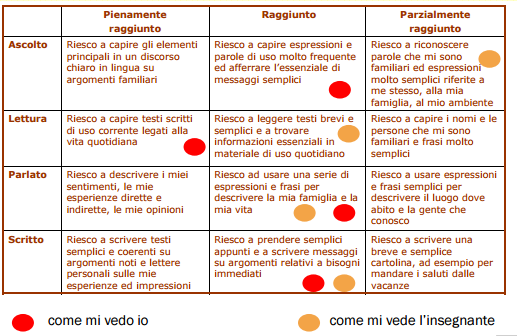 Pienamente raggiunto
Raggiunto
Parzialmente raggiunto
Ascolto
Riesco a capire gli elementi
principali in un discorso
chiaro in lingua su
argomenti familiari
Riesco a capire espressioni e
parole di uso molto frequente
ed afferrare l'essenziale di
messaggi semplici
Riesco a riconoscere
parole che mi sono
familiari ed espressioni
molto semplici riferite a
me stesso, alla mia
famiglia, al mio ambiente
Lettura
Riesco a capire testi scritti
di uso corrente legati alla
vita quotidiana
Riesco a leggere testi brevi e
semplici e a trovare
informazioni essenziali in
materiale di uso quotidiano
Riesco a capire i nomi e le
persone che mi sono
familiari e frasi molto
semplici
Parlato
Riesco a descrivere i miei
sentimenti, le mie
esperienze dirette e
indirette, le mie opinioni
Riesco ad usare una serie di
espressioni e frasi per
descrivere la mia famiglia e la
mia vita
Riesco a usare espressioni
e frasi semplici per
descrivere il luogo dove
abito e la gente che
conosco
Scritto
Riesco a scrivere testi
semplici e coerenti su
argomenti noti e lettere
personali sulle mie
esperienze ed impressioni
Riesco a prendere semplici
appunti e a scrivere messaggi
su argomenti relativi a bisogni
immediati
Riesco a scrivere una
breve e semplice
cartolina, ad esempio per
mandare i saluti dalle
vacanze
come mi vedo io
come mi vede l'insegnante